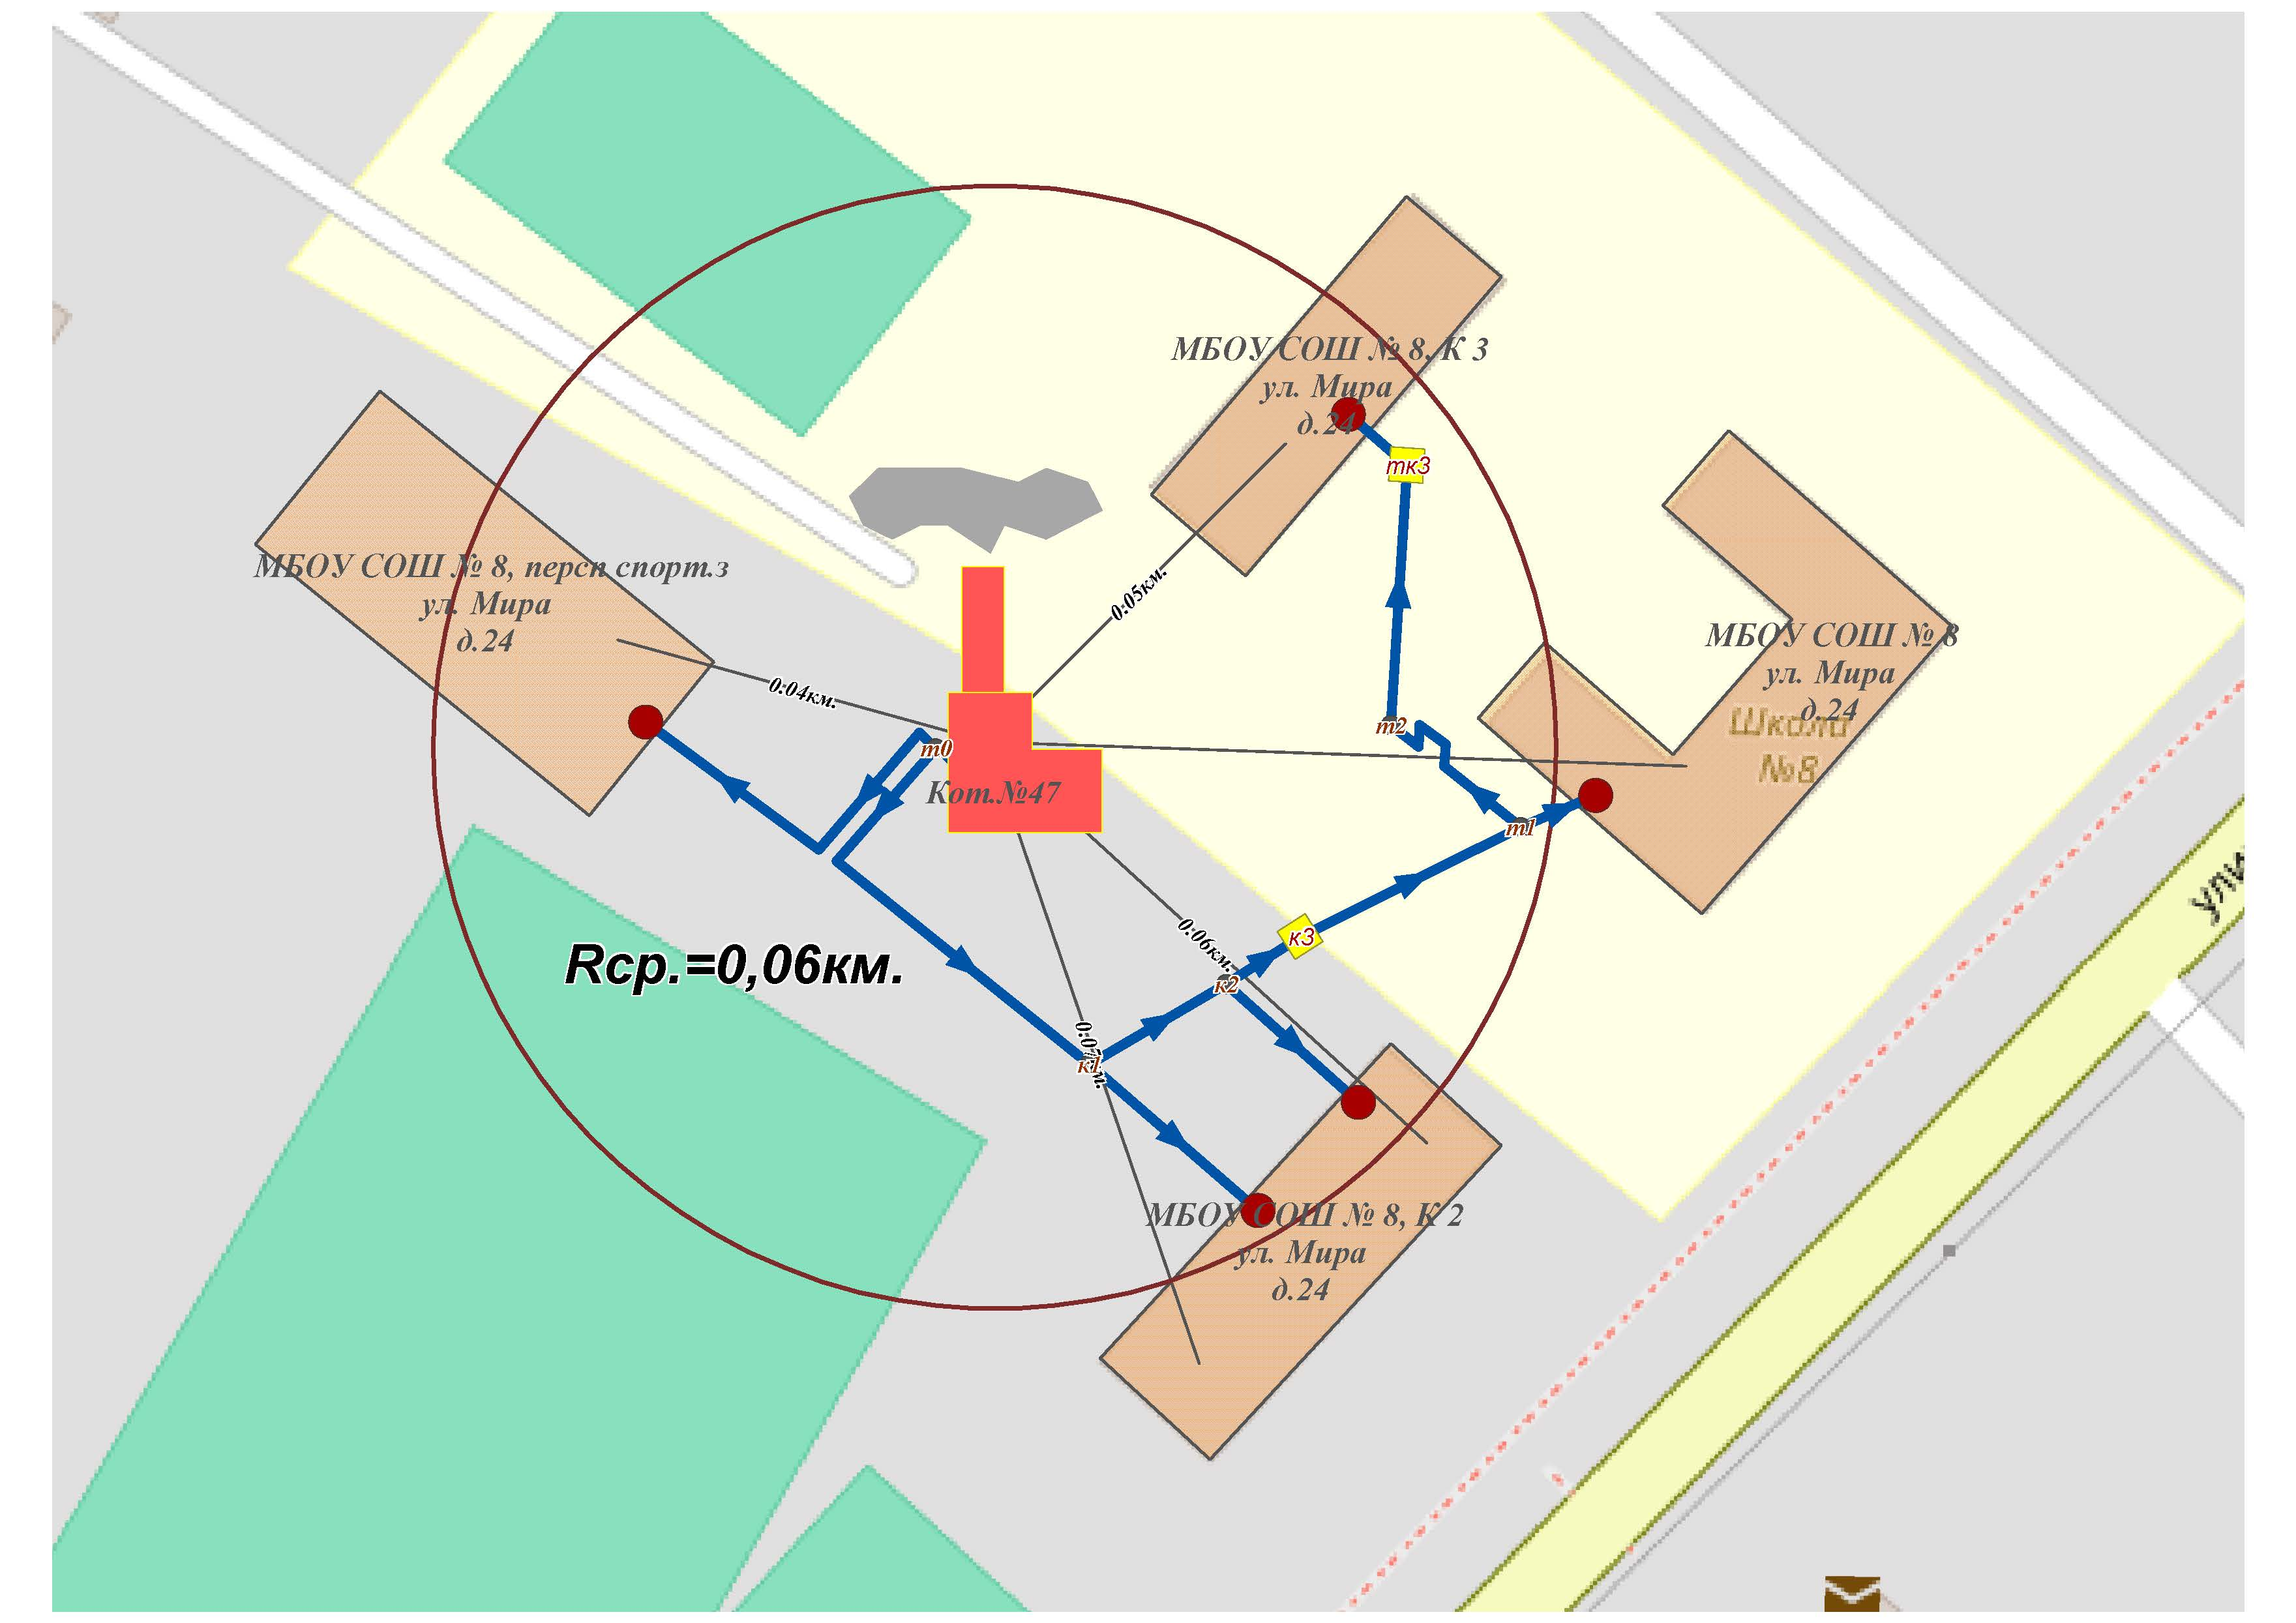 МБОУ СОШ № 8, К 3
ул. Мира
д.24
тк3
МБОУ СОШ № 8, персп спорт.з
ул. Мира
д.24
0.05км.
0.04км.
МБОУ СОШ № 8
ул. Мира
д.24
Школа
№8
т2
т0
Кот.№47
т1
к3
0.06км.
Rср.=0,06км.
к2
к1
МБОУ СОШ № 8, К 2
ул. Мира
д.24